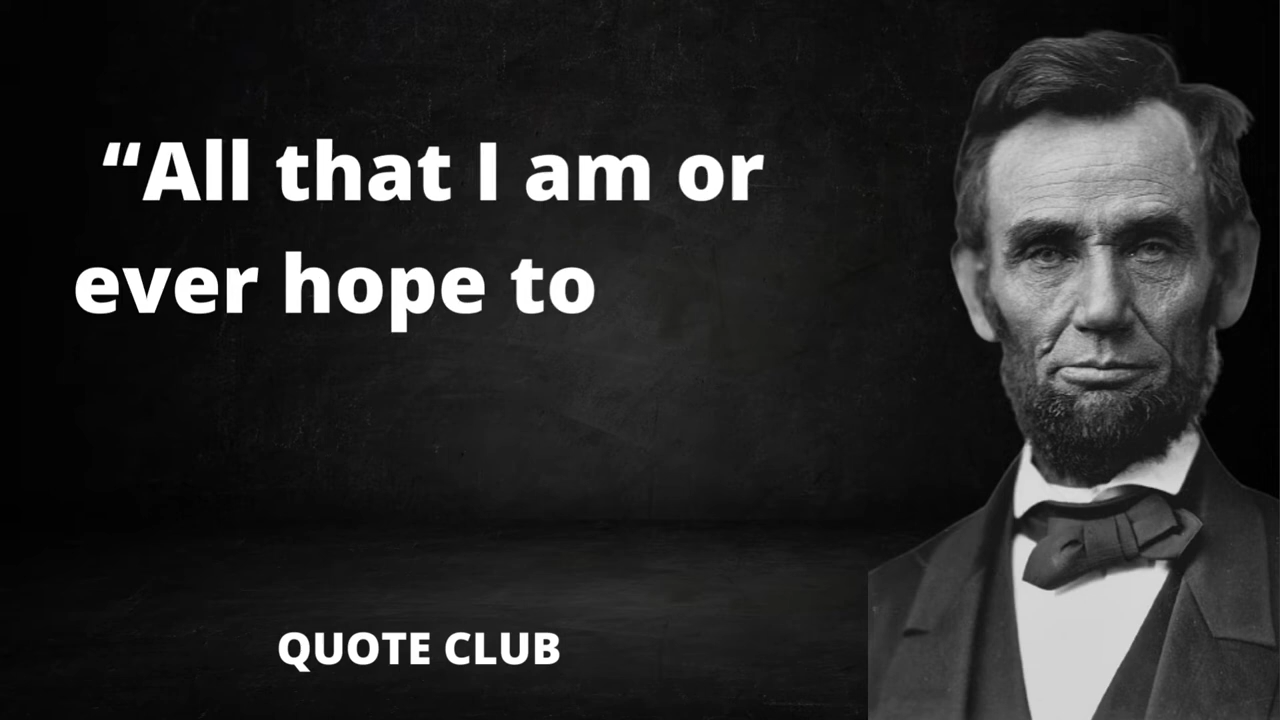 “All that I am or
ever hope to
QUOTE CLUB